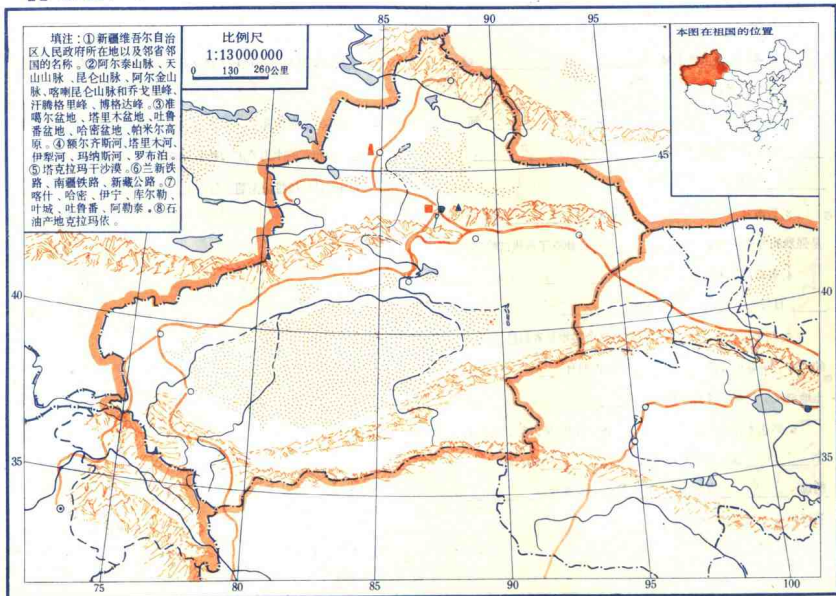 填注:①新疆维吾尔自治
区人民政府所在地以及邻省邻
国的名称。②阿尔泰山脉、天
山山脉、昆仑山脉、阿尔金山
脉、喀喇昆仑山脉和乔戈里峰、
汗腾格里峰、博格达峰。③准
噶尔盆地、塔里木盆地、吐鲁
番盆地、哈密盆地、帕米尔高
原。④额尔齐斯河、塔里木河、
伊犁河、玛纳斯河、罗布泊。
⑤塔克拉玛干沙漠。⑥兰新铁
路、南疆铁路、新藏公路。⑦
喀什、哈密、伊宁、库尔勒、
叶城、吐鲁番、阿勒泰。⑧石
油产地克拉玛依。
比例尺
1:13000000
0 130 260公里
85 90 95
本图在祖国的位置
45
45
40
40
35
35
75 80 85 90 95 100